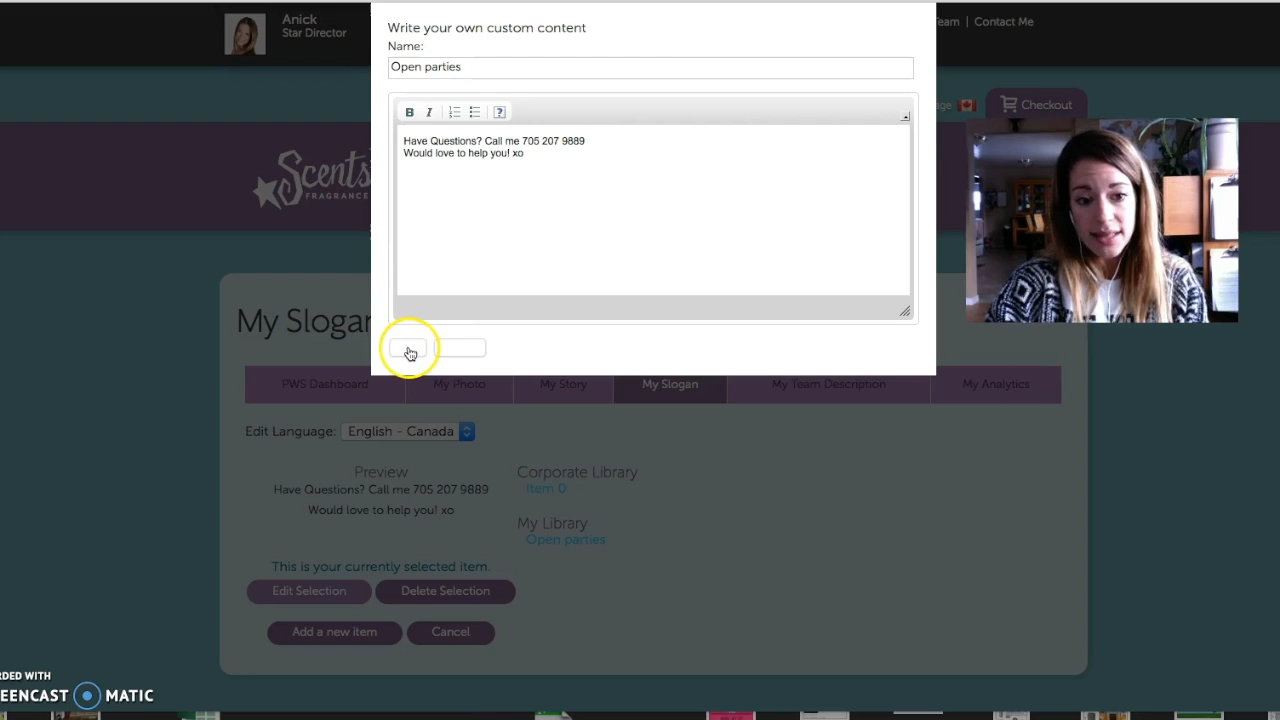 Anick
Star Director
Team | Contact Me
Write your own custom content
Name:
Open parties
B I ?
Have Questions? Call me 705 207 9889
Would love to help you! xo
Checkout
Scents
FRAGRANCE
My Slogan
PWS Dashboard
My Photo
My Story
My Slogan
My Team Description
My Analytics
Edit Language: English - Canada
Preview
Have Questions? Call me 705 207 9889
Would love to help you! xo
Corporate Library
Item 0
My Library
Open parties
This is your currently selected item.
Edit Selection
Delete Selection
Add a new item
Cancel
RDED WITH
EENCAST MATIC